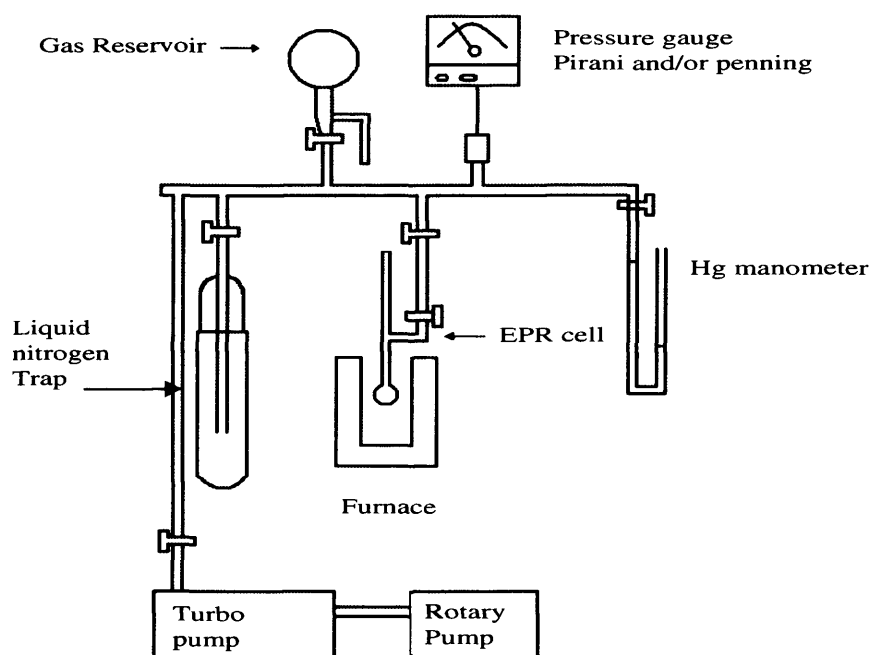 Gas Reservoir
Pressure gauge
Pirani and/or penning
Hg manometer
Liquid
nitrogen
Trap
EPR cell
Furnace
Turbo
pump
Rotary
Pump